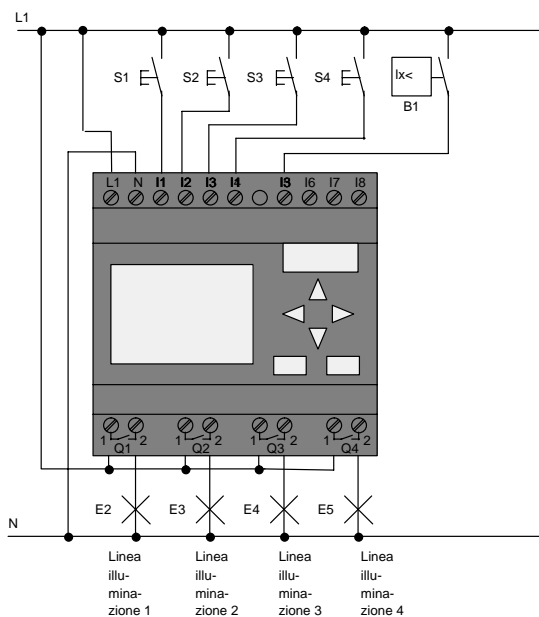 L1
S1 S2 S3 S4 Ix<
B1
L1 N I1 I2 I3 I4 I3 I6 I7 I8
1 2 1 2 1 2 1 2
Q1 Q2 Q3 Q4
E2 E3 E4 E5
N
Linea
illu-
mina-
zione 1
Linea
illu-
mina-
zione 2
Linea
illu-
mina-
zione 3
Linea
illu-
mina-
zione 4